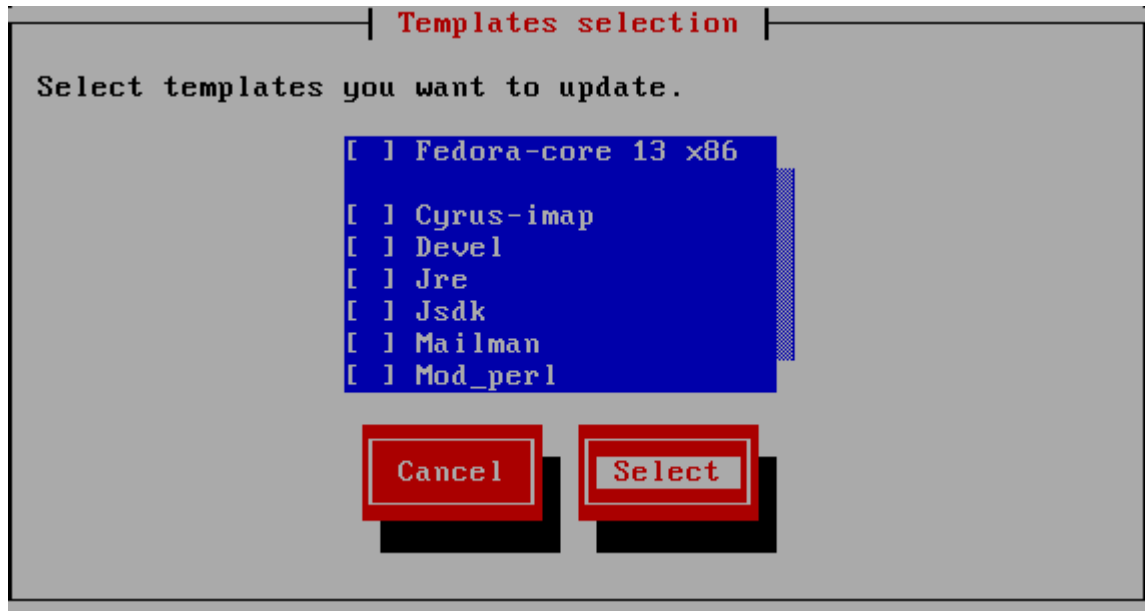 Templates selection
Select templates you want to update.
[ ] Fedora-core 13 x86
[ ] Cyrus-imap
[ ] Devel
[ ] Jre
[ ] Jsdk
[ ] Mailman
[ ] Mod_perl
Cancel Select